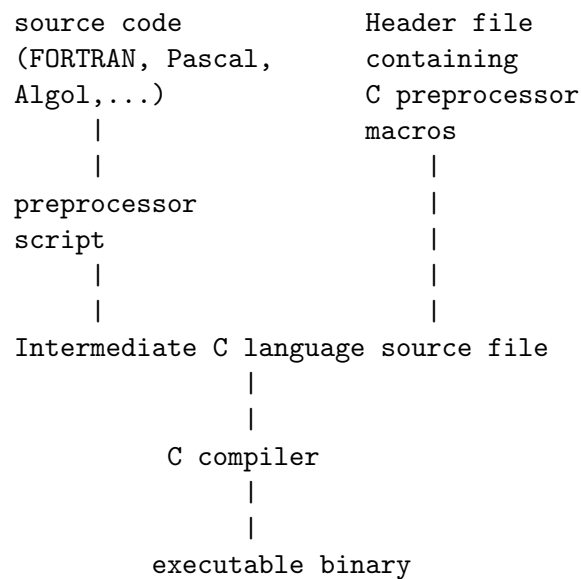 source code Header file
(FORTRAN, Pascal, containing
Algol,...) C preprocessor
| macros
| |
preprocessor |
script |
| |
| |
Intermediate C language source file
|
|
C compiler
|
|
executable binary